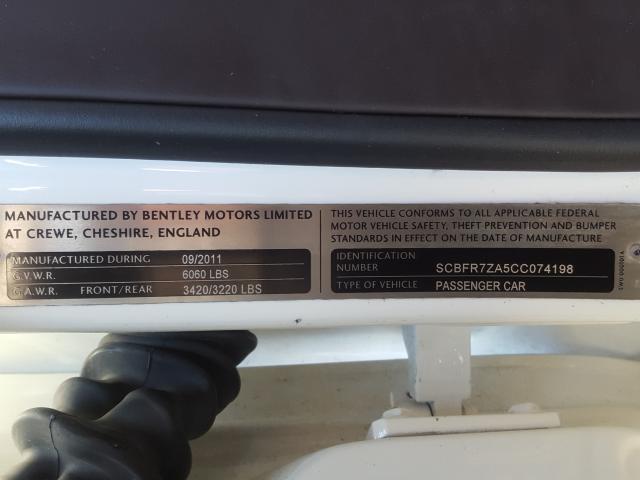 MANUFACTURED BY BENTLEY MOTORS LIMITED
AT CREWE, CHESHIRE, ENGLAND
MANUFACTURED DURING 09/2011
G.V.W.R. 6060 LBS
G.A.W.R. FRONT/REAR 3420/3220 LBS
THIS VEHICLE CONFORMS TO ALL APPLICABLE FEDERAL
MOTOR VEHICLE SAFETY, THEFT PREVENTION AND BUMPER
STANDARDS IN EFFECT ON THE DATE OF MANUFACTURE
IDENTIFICATION
NUMBER SCBFR7ZA5CC074198
TYPE OF VEHICLE PASSENGER CAR